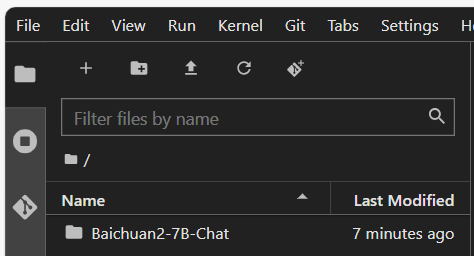 File Edit View Run Kernel Git Tabs Settings
Filter files by name
/
Name Last Modified
Baichuan2-7B-Chat 7 minutes ago